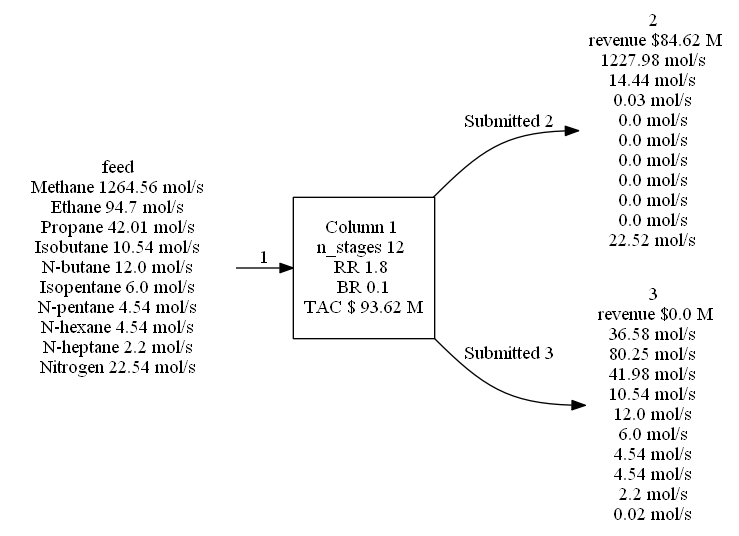 feed
Methane 1264.56 mol/s
Ethane 94.7 mol/s
Propane 42.01 mol/s
Isobutane 10.54 mol/s
N-butane 12.0 mol/s
Isopentane 6.0 mol/s
N-pentane 4.54 mol/s
N-hexane 4.54 mol/s
N-heptane 2.2 mol/s
Nitrogen 22.54 mol/s
1
Column 1
n_stages 12
RR 1.8
BR 0.1
TAC $ 93.62 M
Submitted 2
2
revenue $84.62 M
1227.98 mol/s
14.44 mol/s
0.03 mol/s
0.0 mol/s
0.0 mol/s
0.0 mol/s
0.0 mol/s
0.0 mol/s
0.0 mol/s
22.52 mol/s
Submitted 3
3
revenue $0.0 M
36.58 mol/s
80.25 mol/s
41.98 mol/s
10.54 mol/s
12.0 mol/s
6.0 mol/s
4.54 mol/s
4.54 mol/s
2.2 mol/s
0.02 mol/s